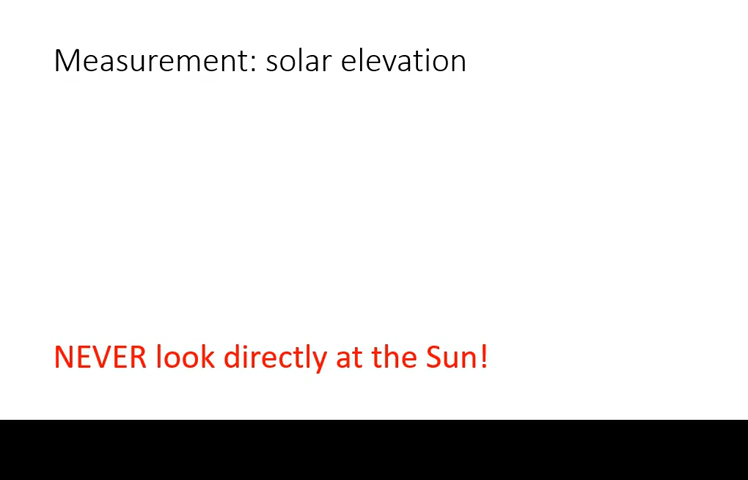 Measurement: solar elevation
NEVER look directly at the Sun!